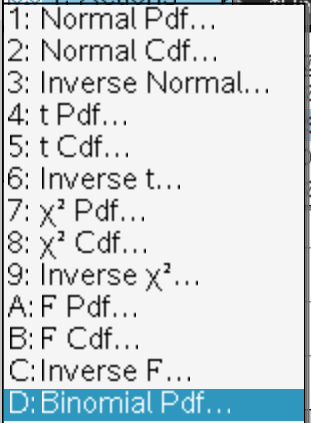 1: Normal Pdf...
2: Normal Cdf...
3: Inverse Normal...
4: t Pdf...
5: t Cdf...
6: Inverse t...
7: χ² Pdf...
8: χ² Cdf...
9: Inverse χ²...
A: F Pdf...
B: F Cdf...
C: Inverse F...
D: Binomial Pdf...